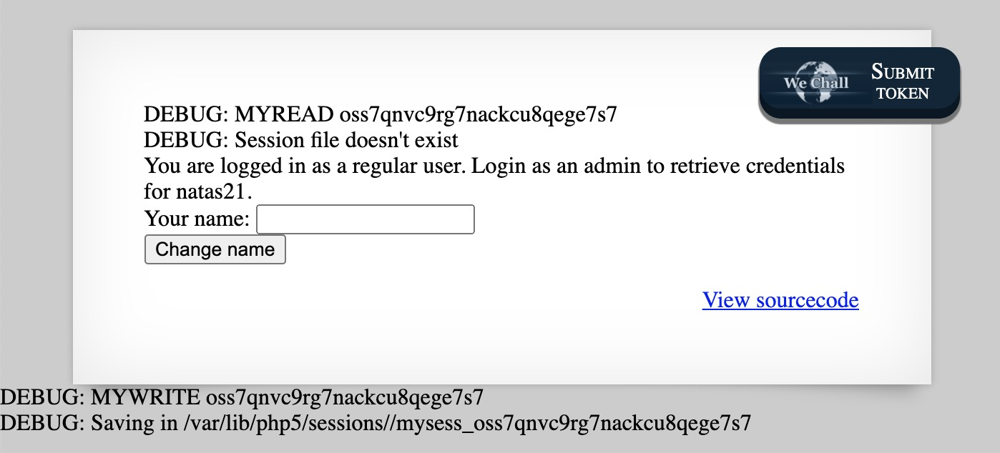 We Chall
SUBMIT
TOKEN
DEBUG: MYREAD oss7qnvc9rg7nackcu8qege7s7
DEBUG: Session file doesn't exist
You are logged in as a regular user. Login as an admin to retrieve credentials
for natas21.
Your name:
Change name
View sourcecode
DEBUG: MYWRITE oss7qnvc9rg7nackcu8qege7s7
DEBUG: Saving in /var/lib/php5/sessions//mysess_oss7qnvc9rg7nackcu8qege7s7